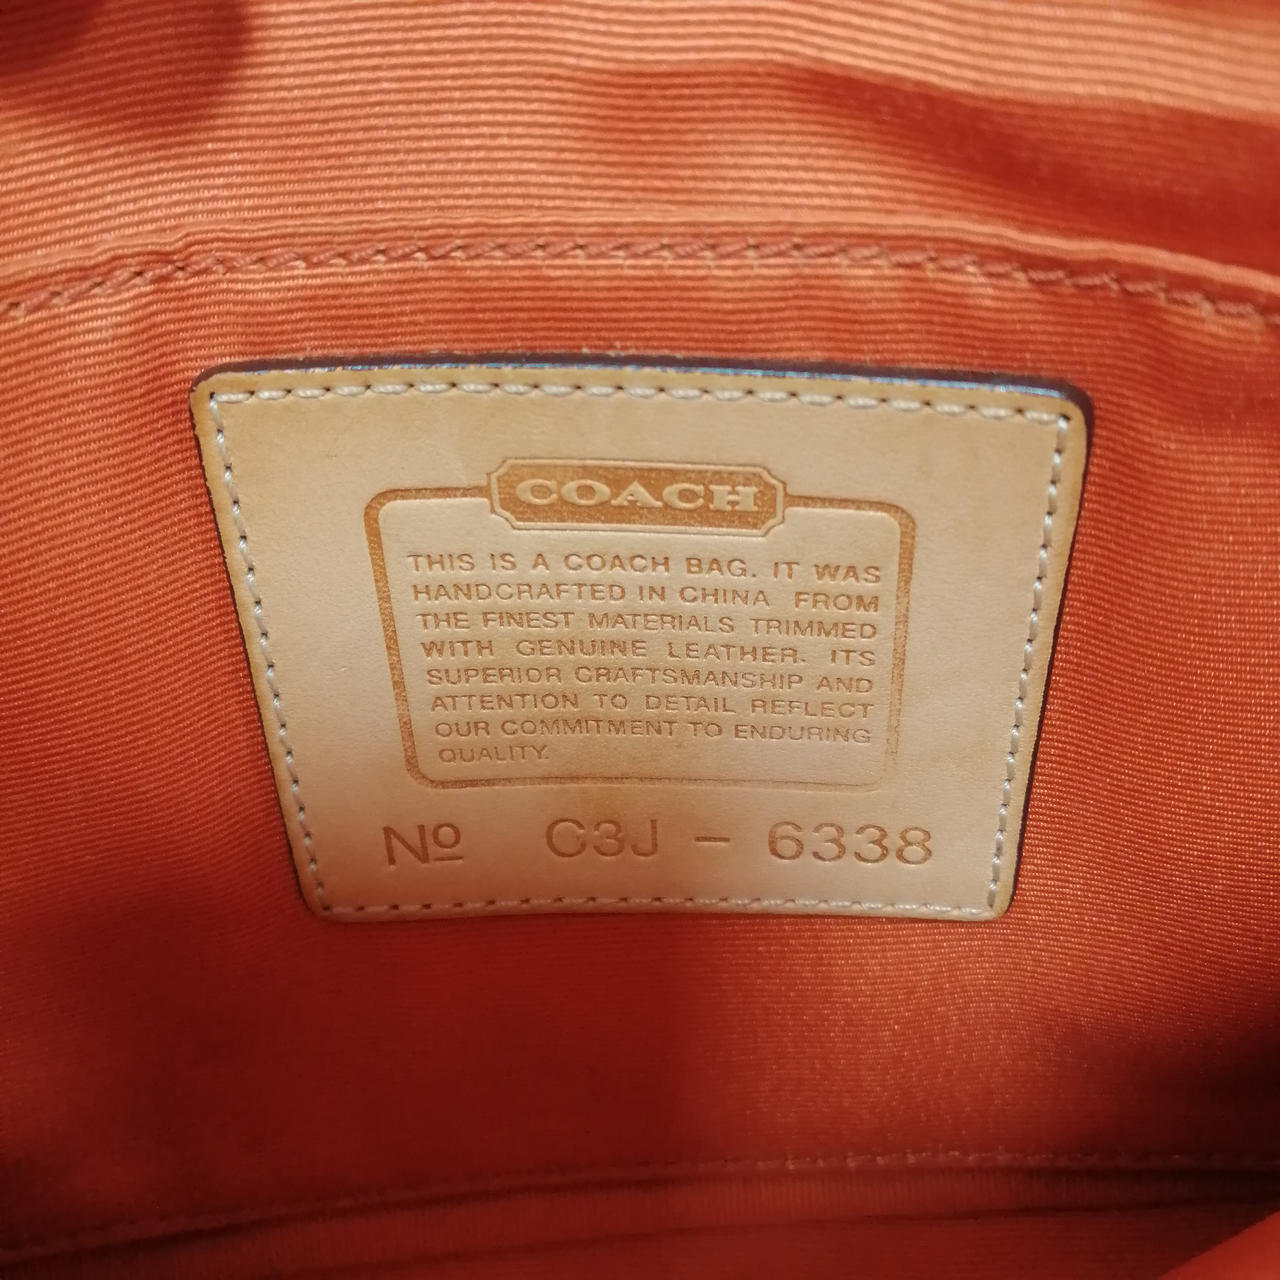 COACH
THIS IS A COACH BAG. IT WAS
HANDCRAFTED IN CHINA FROM
THE FINEST MATERIALS TRIMMED
WITH GENUINE LEATHER. ITS
SUPERIOR CRAFTSMANSHIP AND
ATTENTION TO DETAIL REFLECT
OUR COMMITMENT TO ENDURING
QUALITY.
Nº C3J - 6338